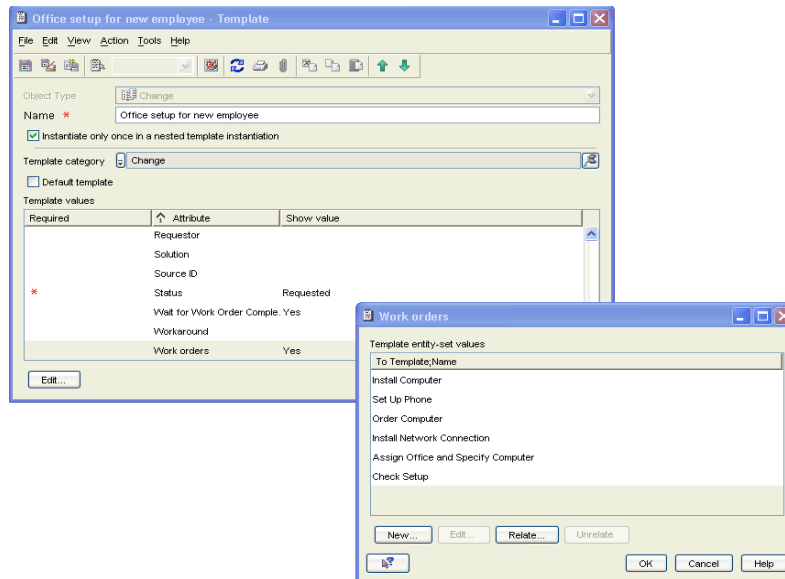 Office setup for new employee - Template
File Edit View Action Tools Help
Object Type Change
Name * Office setup for new employee
Instantiate only once in a nested template instantiation
Template category Change
Default template
Template values
Required Attribute Show value
Requestor
Solution
Source ID
* Status Requested
Wait for Work Order Comple. Yes
Workaround
Work orders Yes
Edit...
Work orders
Template entity-set values
To Template;Name
Install Computer
Set Up Phone
Order Computer
Install Network Connection
Assign Office and Specify Computer
Check Setup
New... Edit... Relate... Unrelate
OK Cancel Help